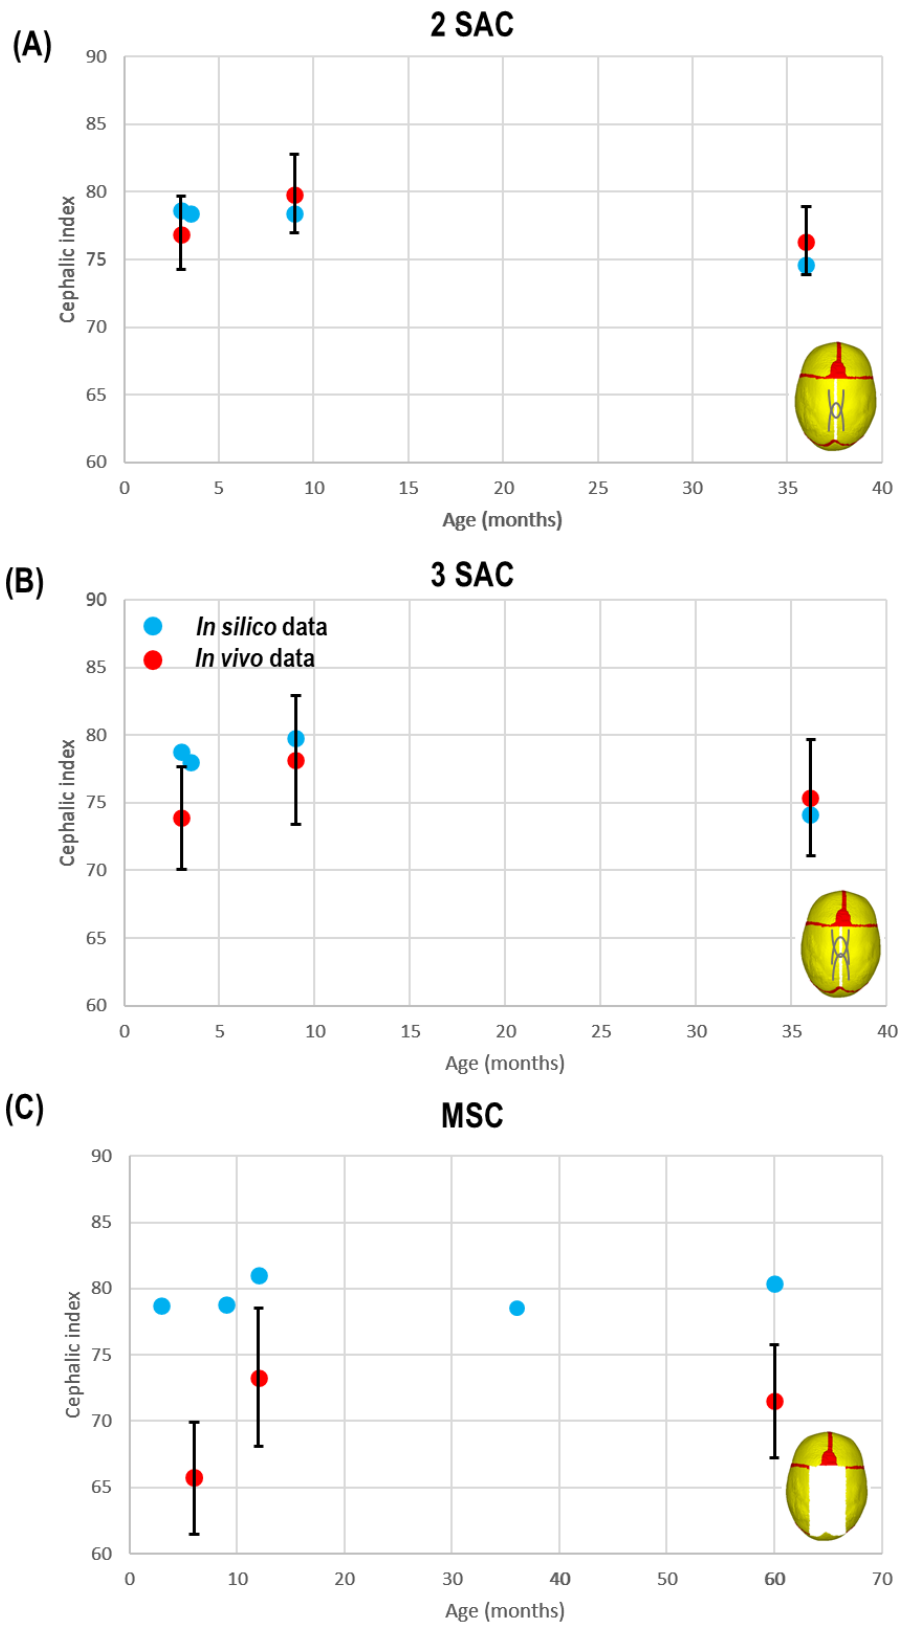 (A)
2 SAC
90
85
80
75
70
65
60
Cephalic index
0 5 10 15 20 25 30 35 40
Age (months)
(B)
3 SAC
90
85
80
75
70
65
60
Cephalic index
In silico data
In vivo data
0 5 10 15 20 25 30 35 40
Age (months)
(C)
MSC
90
85
80
75
70
65
60
Cephalic index
0 10 20 30 40 50 60 70
Age (months)